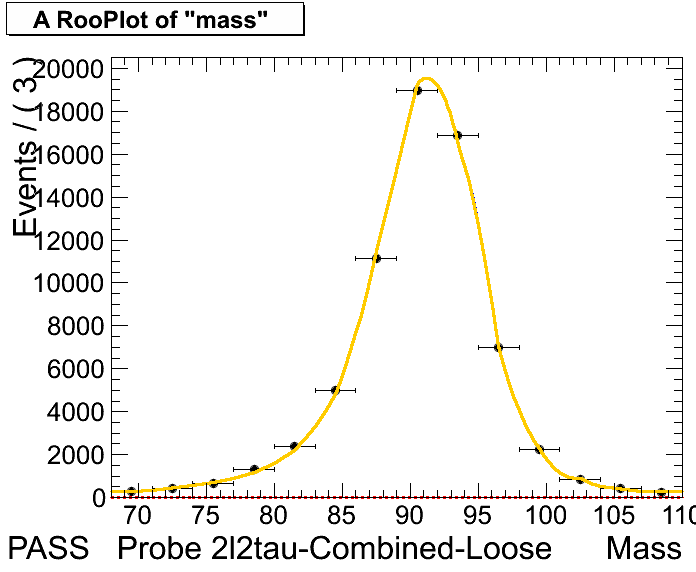 A RooPlot of "mass"
Events / ( 3 )
20000
18000
16000
14000
12000
10000
8000
6000
4000
2000
0
70 75 80 85 90 95 100 105 110
PASS Probe 2l2tau-Combined-Loose Mass